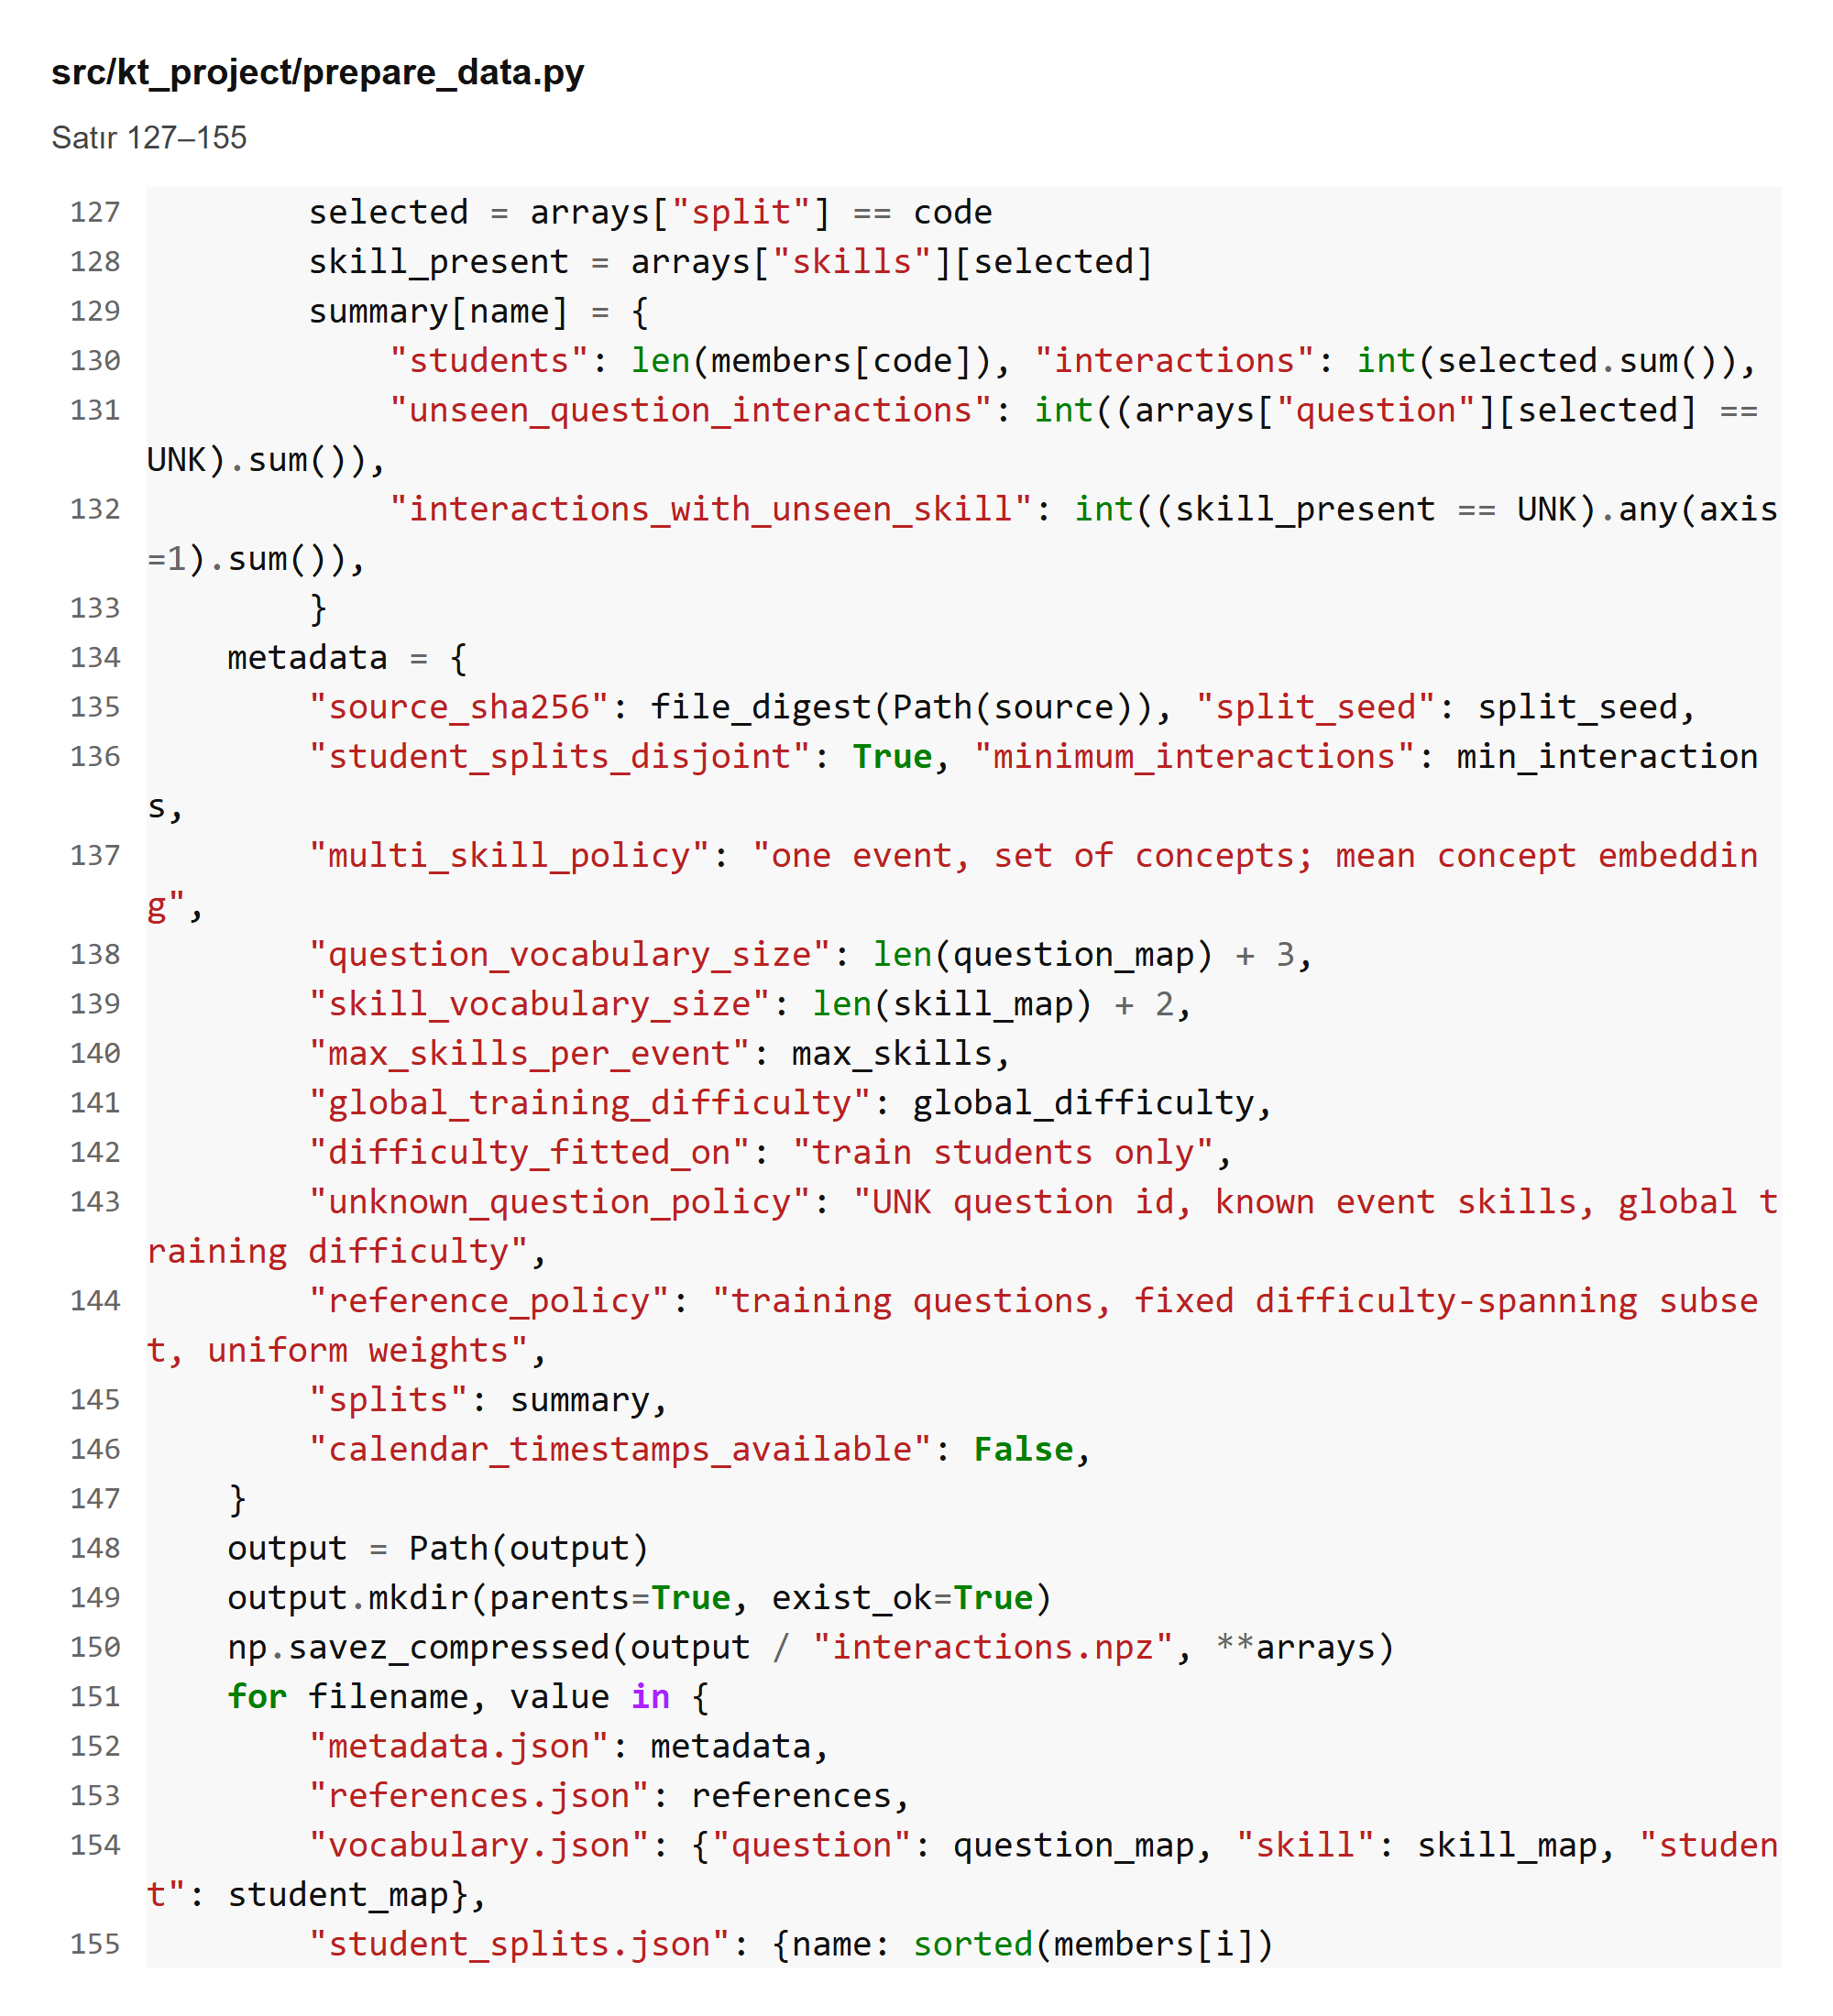 src/kt_project/prepare_data.py
Satır 127–155
127         selected = arrays["split"] == code
128         skill_present = arrays["skills"][selected]
129         summary[name] = {
130             "students": len(members[code]), "interactions": int(selected.sum()),
131             "unseen_question_interactions": int((arrays["question"][selected] ==
UNK).sum()),
132             "interactions_with_unseen_skill": int((skill_present == UNK).any(axis
=1).sum()),
133         }
134     metadata = {
135         "source_sha256": file_digest(Path(source)), "split_seed": split_seed,
136         "student_splits_disjoint": True, "minimum_interactions": min_interaction
s,
137         "multi_skill_policy": "one event, set of concepts; mean concept embeddin
g",
138         "question_vocabulary_size": len(question_map) + 3,
139         "skill_vocabulary_size": len(skill_map) + 2,
140         "max_skills_per_event": max_skills,
141         "global_training_difficulty": global_difficulty,
142         "difficulty_fitted_on": "train students only",
143         "unknown_question_policy": "UNK question id, known event skills, global t
raining difficulty",
144         "reference_policy": "training questions, fixed difficulty-spanning subse
t, uniform weights",
145         "splits": summary,
146         "calendar_timestamps_available": False,
147     }
148     output = Path(output)
149     output.mkdir(parents=True, exist_ok=True)
150     np.savez_compressed(output / "interactions.npz", **arrays)
151     for filename, value in {
152         "metadata.json": metadata,
153         "references.json": references,
154         "vocabulary.json": {"question": question_map, "skill": skill_map, "studen
t": student_map},
155         "student_splits.json": {name: sorted(members[i])